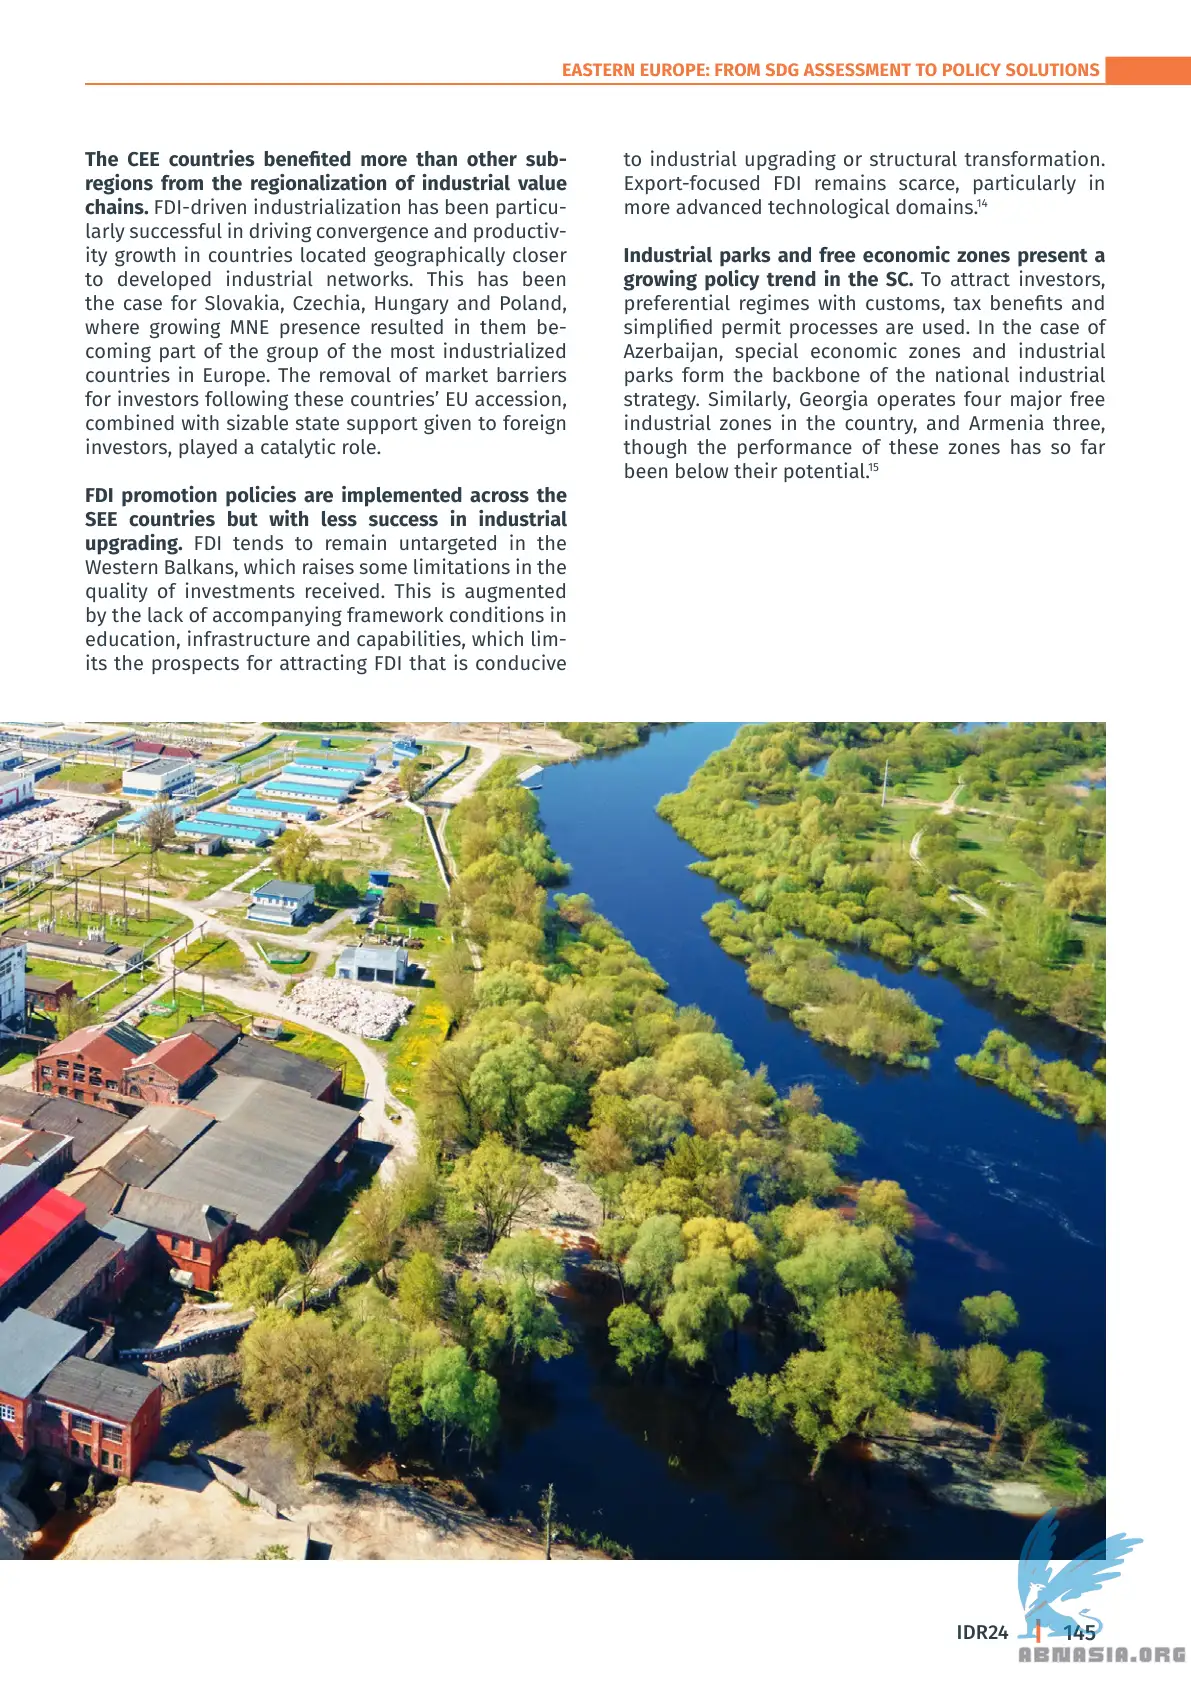 EASTERN EUROPE: FROM SDG ASSESSMENT TO POLICY SOLUTIONS
The CEE countries benefited more than other sub-
regions from the regionalization of industrial value
chains. FDI-driven industrialization has been particu-
larly successful in driving convergence and productiv-
ity growth in countries located geographically closer
to developed industrial networks. This has been
the case for Slovakia, Czechia, Hungary and Poland,
where growing MNE presence resulted in them be-
coming part of the group of the most industrialized
countries in Europe. The removal of market barriers
for investors following these countries’ EU accession,
combined with sizable state support given to foreign
investors, played a catalytic role.
FDI promotion policies are implemented across the
SEE countries but with less success in industrial
upgrading. FDI tends to remain untargeted in the
Western Balkans, which raises some limitations in the
quality of investments received. This is augmented
by the lack of accompanying framework conditions in
education, infrastructure and capabilities, which lim-
its the prospects for attracting FDI that is conducive
to industrial upgrading or structural transformation.
Export-focused FDI remains scarce, particularly in
more advanced technological domains.14
Industrial parks and free economic zones present a
growing policy trend in the SC. To attract investors,
preferential regimes with customs, tax benefits and
simplified permit processes are used. In the case of
Azerbaijan, special economic zones and industrial
parks form the backbone of the national industrial
strategy. Similarly, Georgia operates four major free
industrial zones in the country, and Armenia three,
though the performance of these zones has so far
been below their potential.15
IDR24 | 145
ABNASIA.ORG